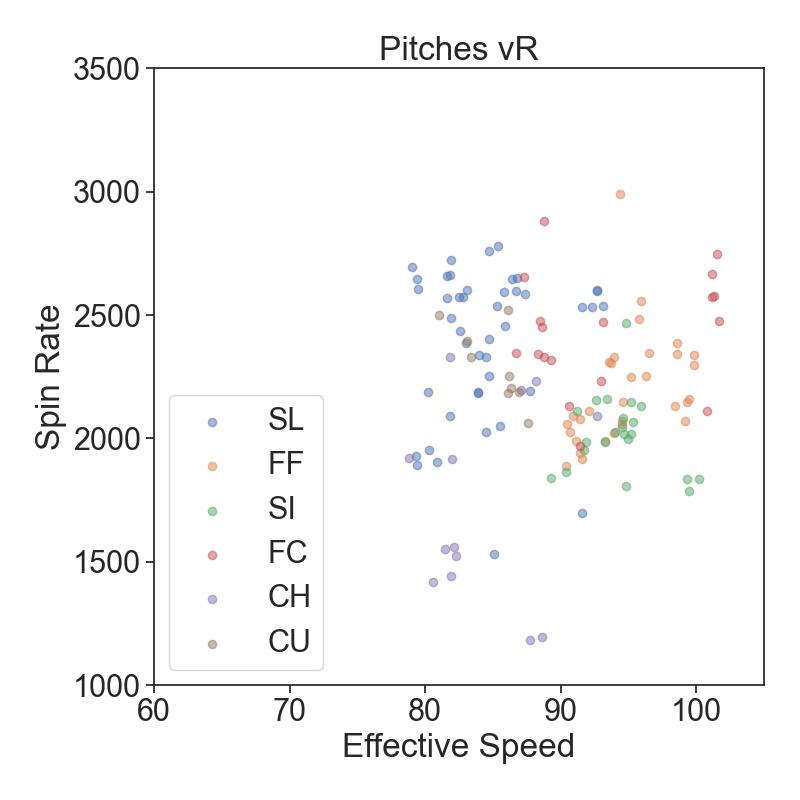 Pitches vR
3500
3000
2500
2000
1500
1000
Spin Rate
SL
FF
SI
FC
CH
CU
60 70 80 90 100
Effective Speed